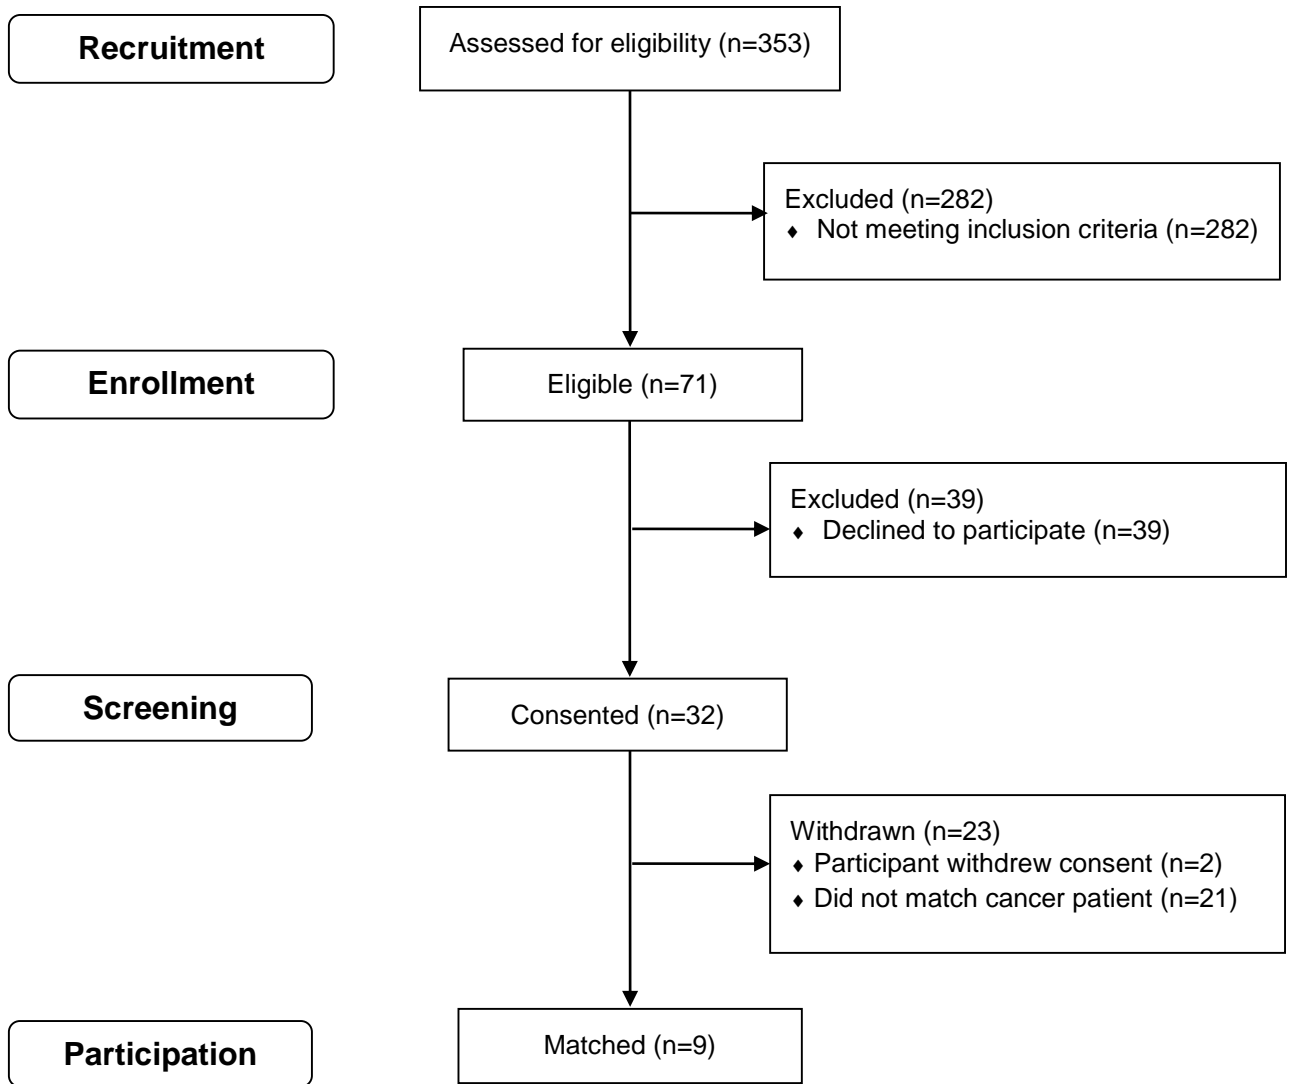 Recruitment
Assessed for eligibility (n=353)
Excluded (n=282)
♦ Not meeting inclusion criteria (n=282)
Enrollment
Eligible (n=71)
Excluded (n=39)
♦ Declined to participate (n=39)
Screening
Consented (n=32)
Withdrawn (n=23)
♦ Participant withdrew consent (n=2)
♦ Did not match cancer patient (n=21)
Participation
Matched (n=9)